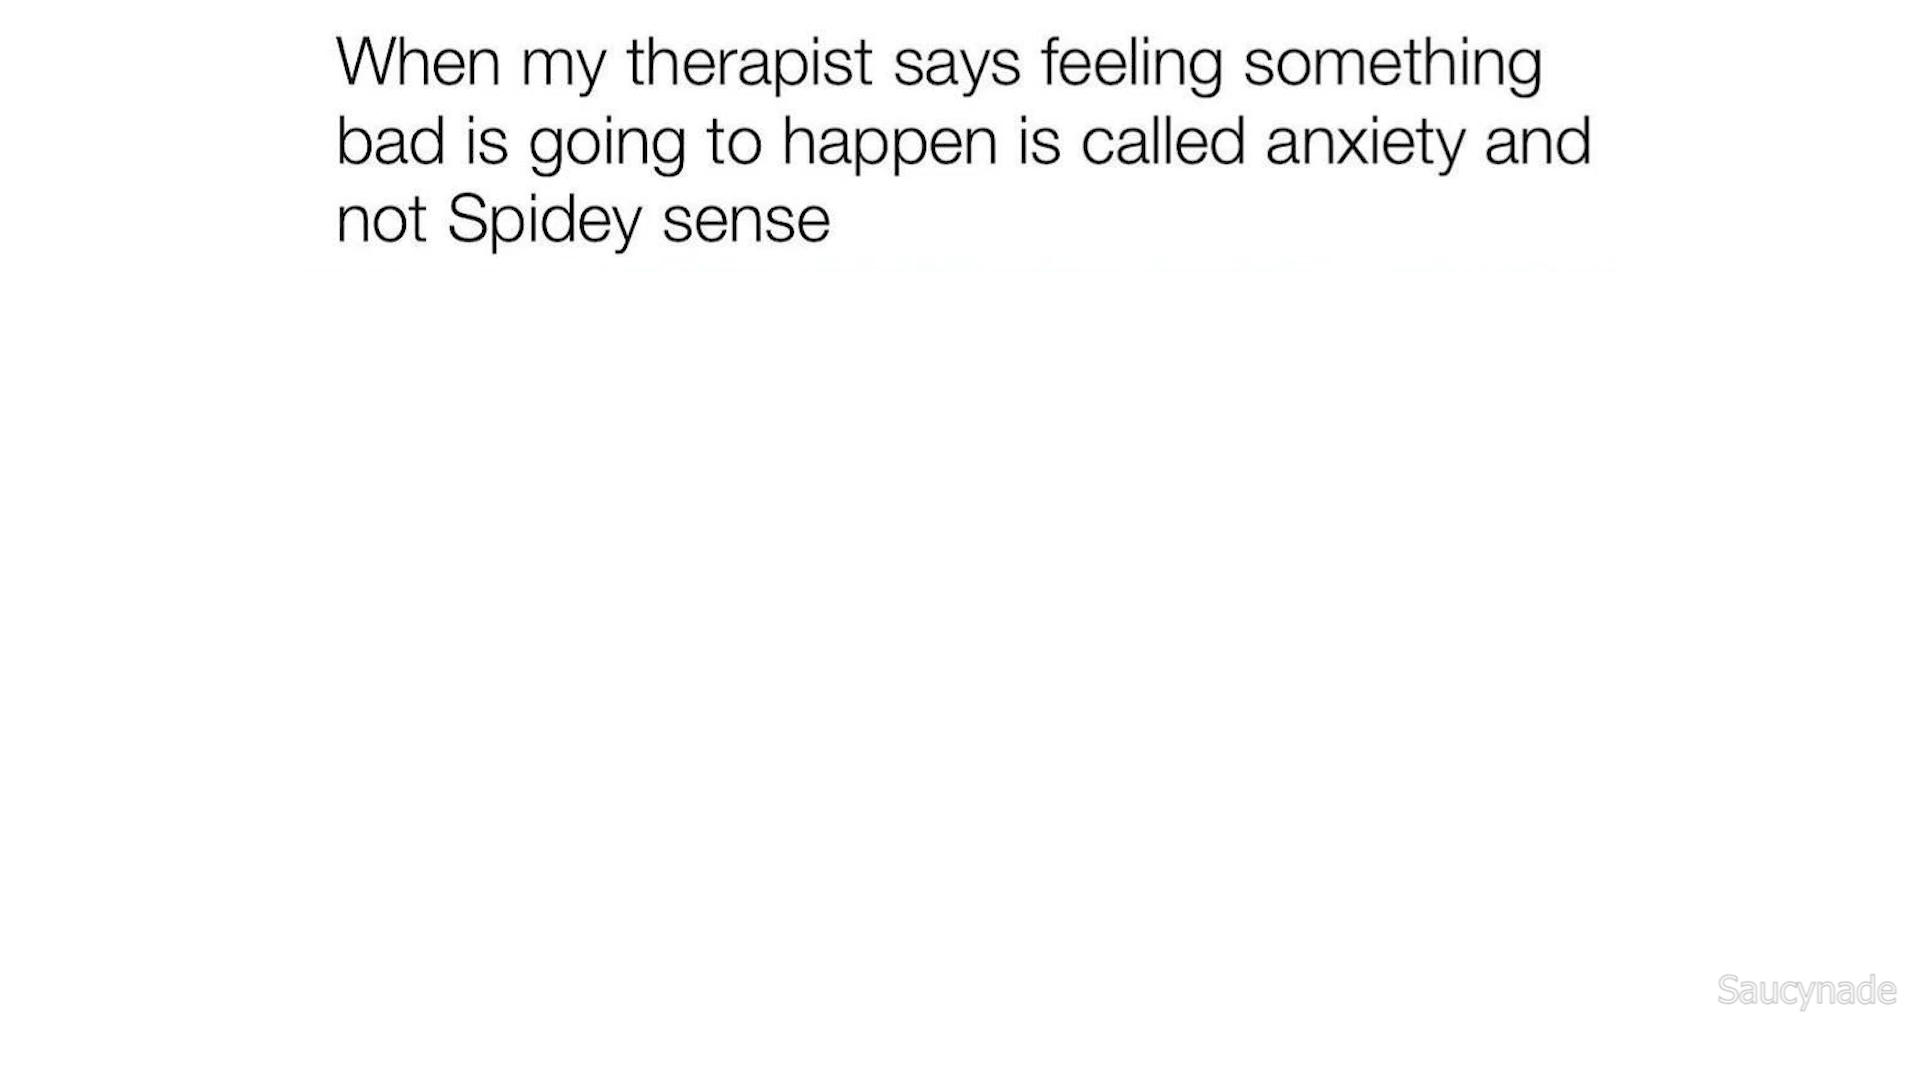 When my therapist says feeling something
bad is going to happen is called anxiety and
not Spidey sense
Saucynade